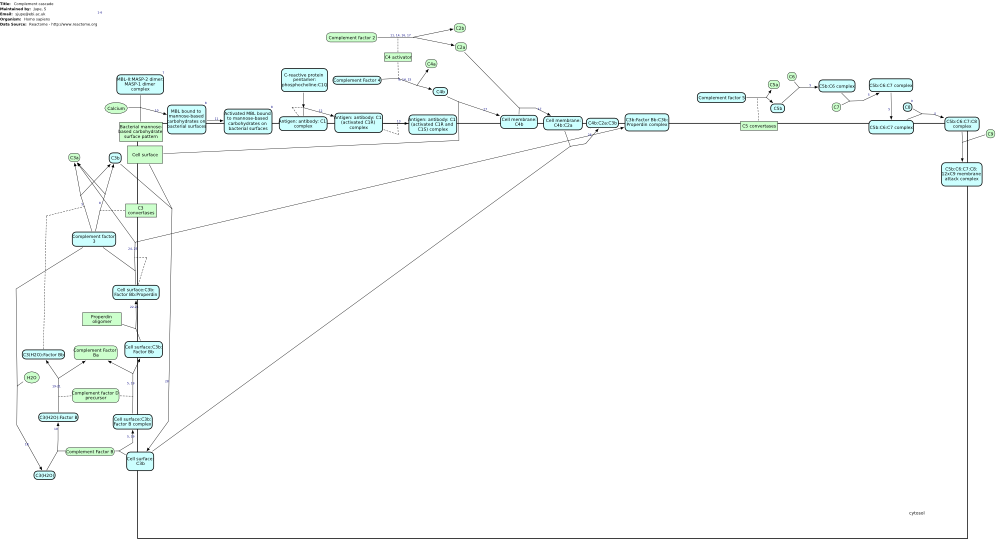 Title: Complement cascade
Maintained by: Jupe, S
Email: sjupe@ebi.ac.uk
Organism: Homo sapiens
Data Source: Reactome - http://www.reactome.org
Complement factor 2
C2b
C2a
C4 activator
C4a
C-reactive protein
pentamer:
phosphocholine:C1Q
Complement Factor 4
C4b
MBL-II:MASP-2 dimer
MASP-1 dimer
complex
Calcium
MBL bound to
mannose-based
carbohydrates on
bacterial surfaces
Activated MBL bound
to mannose-based
carbohydrates on
bacterial surfaces
Antigen: antibody: C1
complex
Antigen: antibody: C1
(activated C1R)
complex
Antigen: antibody: C1
(activated C1R and
C1S) complex
Cell membrane
C4b
Cell membrane
C4b:C2a
C4b:C2a:C3b
C3b:Factor Bb:C3b:
Properdin complex
Complement factor 5
C5a
C5b
C6
C5b:C6 complex
C7
C5b:C6:C7 complex
C5b:C6:C7 complex
C8
C5b:C6:C7:C8
complex
C9
C5 convertases
C5b:C6:C7:C8:
12xC9 membrane
attack complex
Bacterial mannose-
based carbohydrate
surface pattern
Cell surface
C3a
C3b
C3
convertases
Complement factor
3
Cell surface:C3b:
Factor Bb:Properdin
Properdin
oligomer
Cell surface:C3b:
Factor Bb
C3(H2O):Factor Bb
Complement Factor
Ba
H2O
Complement factor D
precursor
C3(H2O):Factor B
Cell surface:C3b:
Factor B complex
Complement Factor B
Cell surface:
C3b
C3(H2O)
cytosol